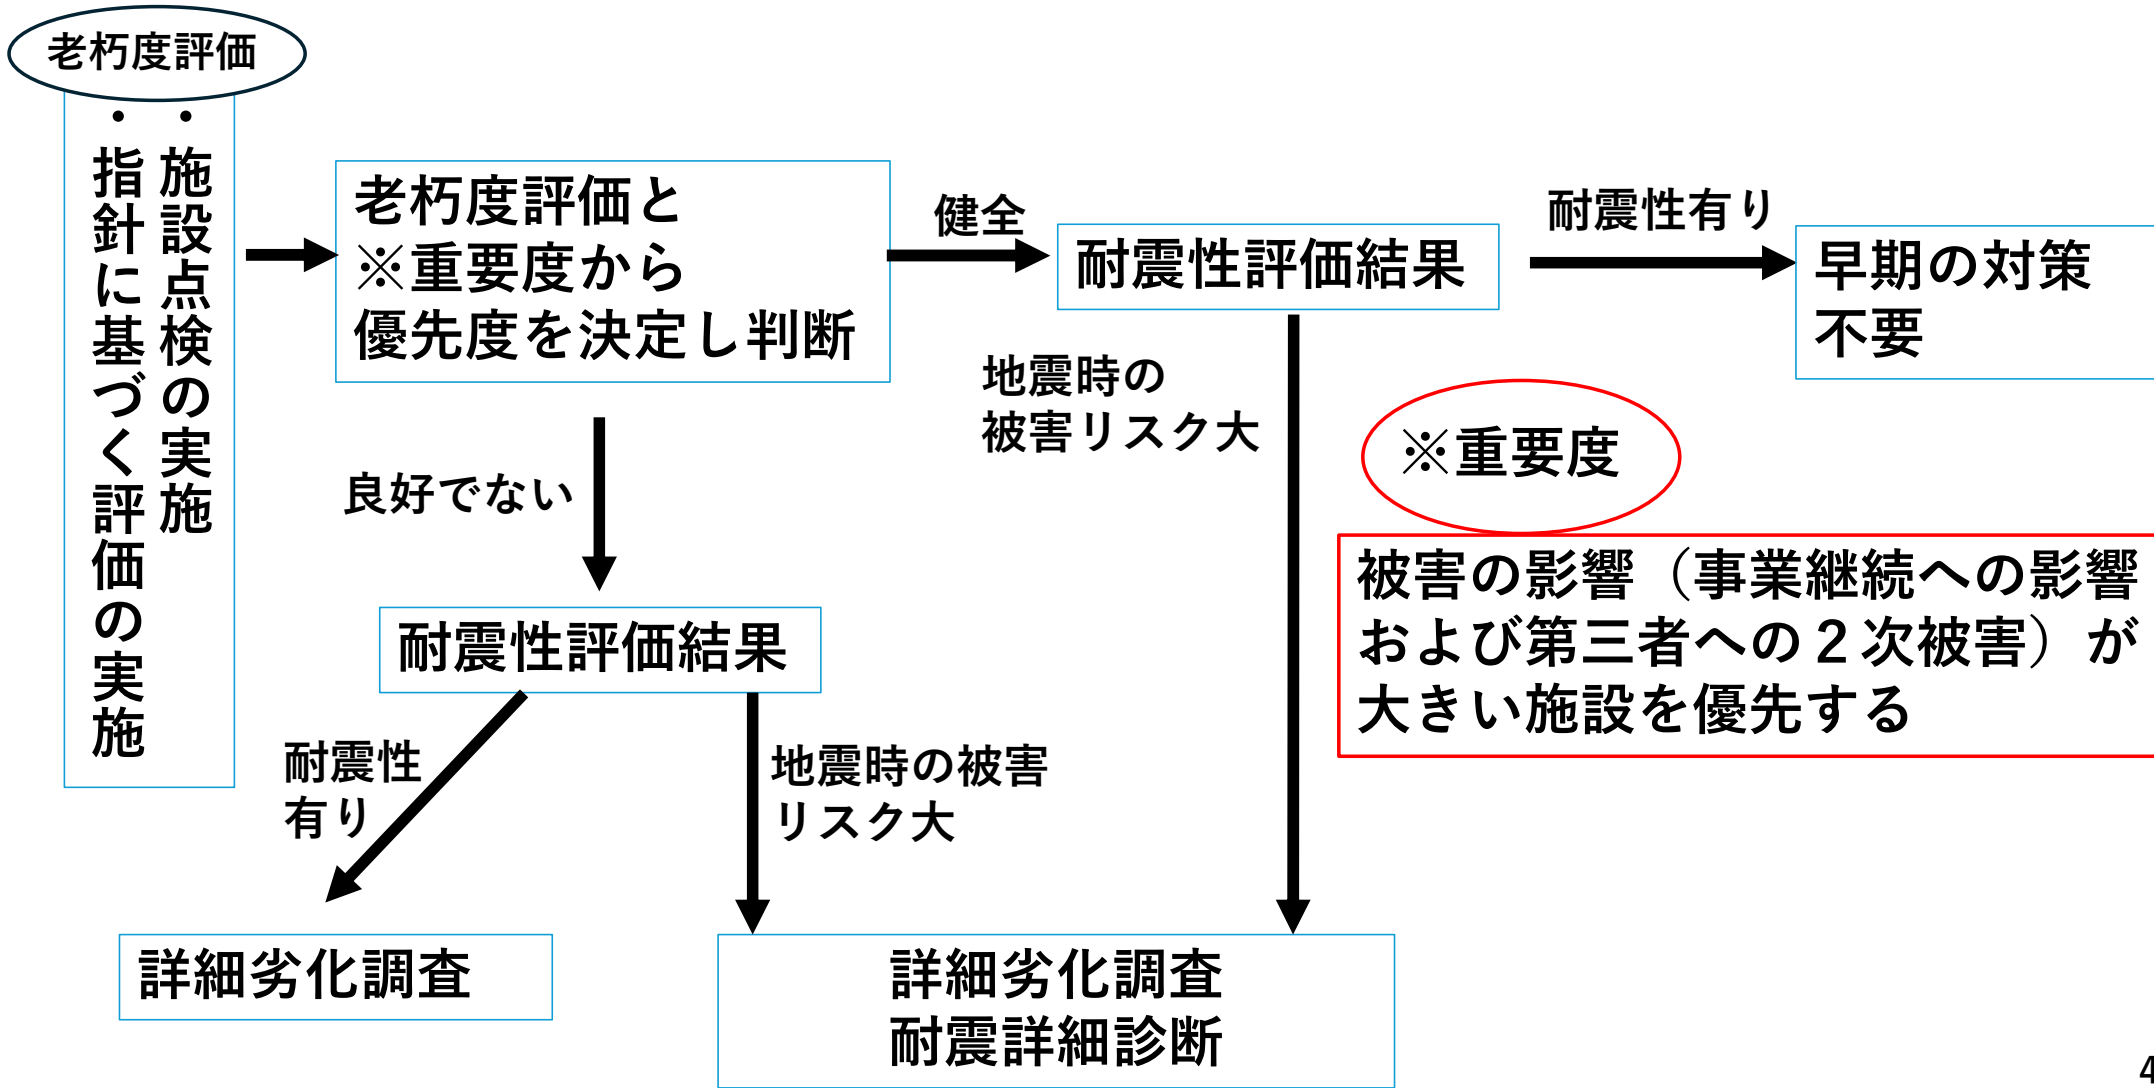 老朽度評価
・施設点検の実施
・指針に基づく評価の実施
老朽度評価と
※重要度から
優先度を決定し判断
健全
耐震性評価結果
耐震性有り
早期の対策
不要
地震時の
被害リスク大
※重要度
被害の影響（事業継続への影響
および第三者への２次被害）が
大きい施設を優先する
良好でない
耐震性評価結果
耐震性
有り
地震時の被害
リスク大
詳細劣化調査
詳細劣化調査
耐震詳細診断
4